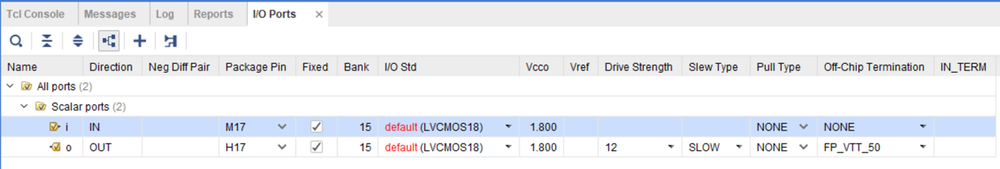 Tcl Console Messages Log Reports I/O Ports ×
Name Direction Neg Diff Pair Package Pin Fixed Bank I/O Std Vcco Vref Drive Strength Slew Type Pull Type Off-Chip Termination IN_TERM
All ports (2)
Scalar ports (2)
i IN M17 15 default (LVCMOS18) 1.800 NONE NONE
o OUT H17 15 default (LVCMOS18) 1.800 12 SLOW NONE FP_VTT_50